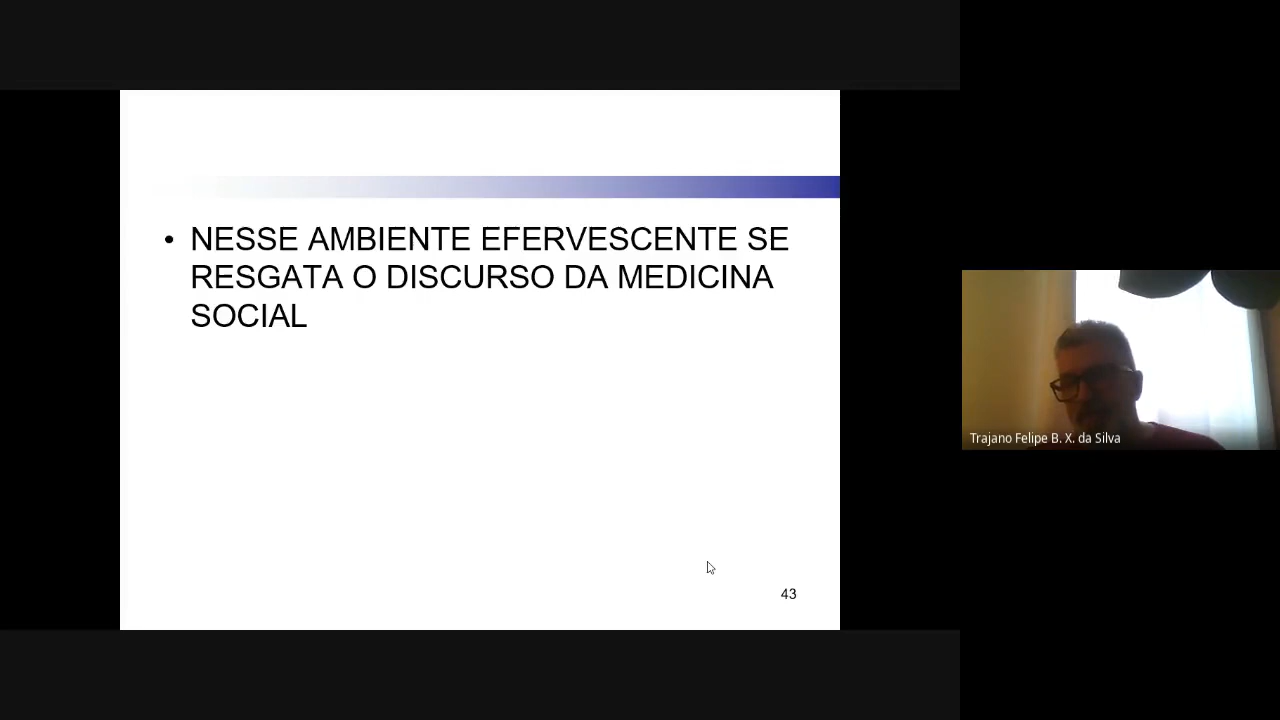 • NESSE AMBIENTE EFERVESCENTE SE
RESGATA O DISCURSO DA MEDICINA
SOCIAL
43
Trajano Felipe B. X. da Silva